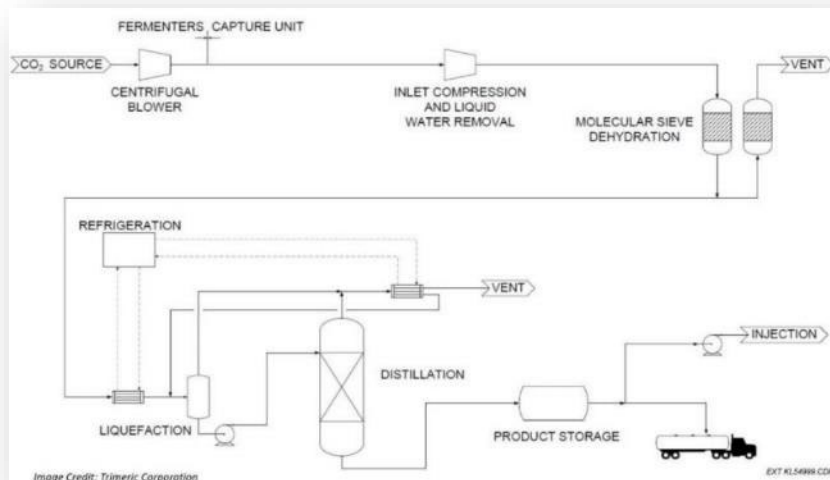 FERMENTERS CAPTURE UNIT
CO₂ SOURCE
VENT
CENTRIFUGAL
BLOWER
INLET COMPRESSION
AND LIQUID
WATER REMOVAL
MOLECULAR SIEVE
DEHYDRATION
REFRIGERATION
VENT
INJECTION
DISTILLATION
LIQUEFACTION
PRODUCT STORAGE
Image Credit: Trimeric Corporation